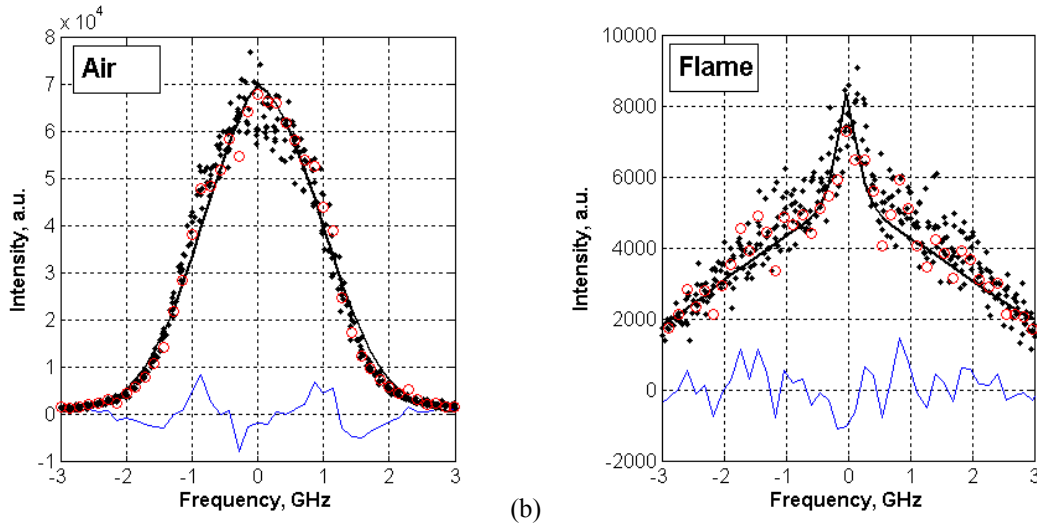 x 10^4
8
7
6
5
4
3
2
1
0
-1
Intensity, a.u.
Air
-3 -2 -1 0 1 2 3
Frequency, GHz
(b)
10000
8000
6000
4000
2000
0
-2000
Intensity, a.u.
Flame
-3 -2 -1 0 1 2 3
Frequency, GHz